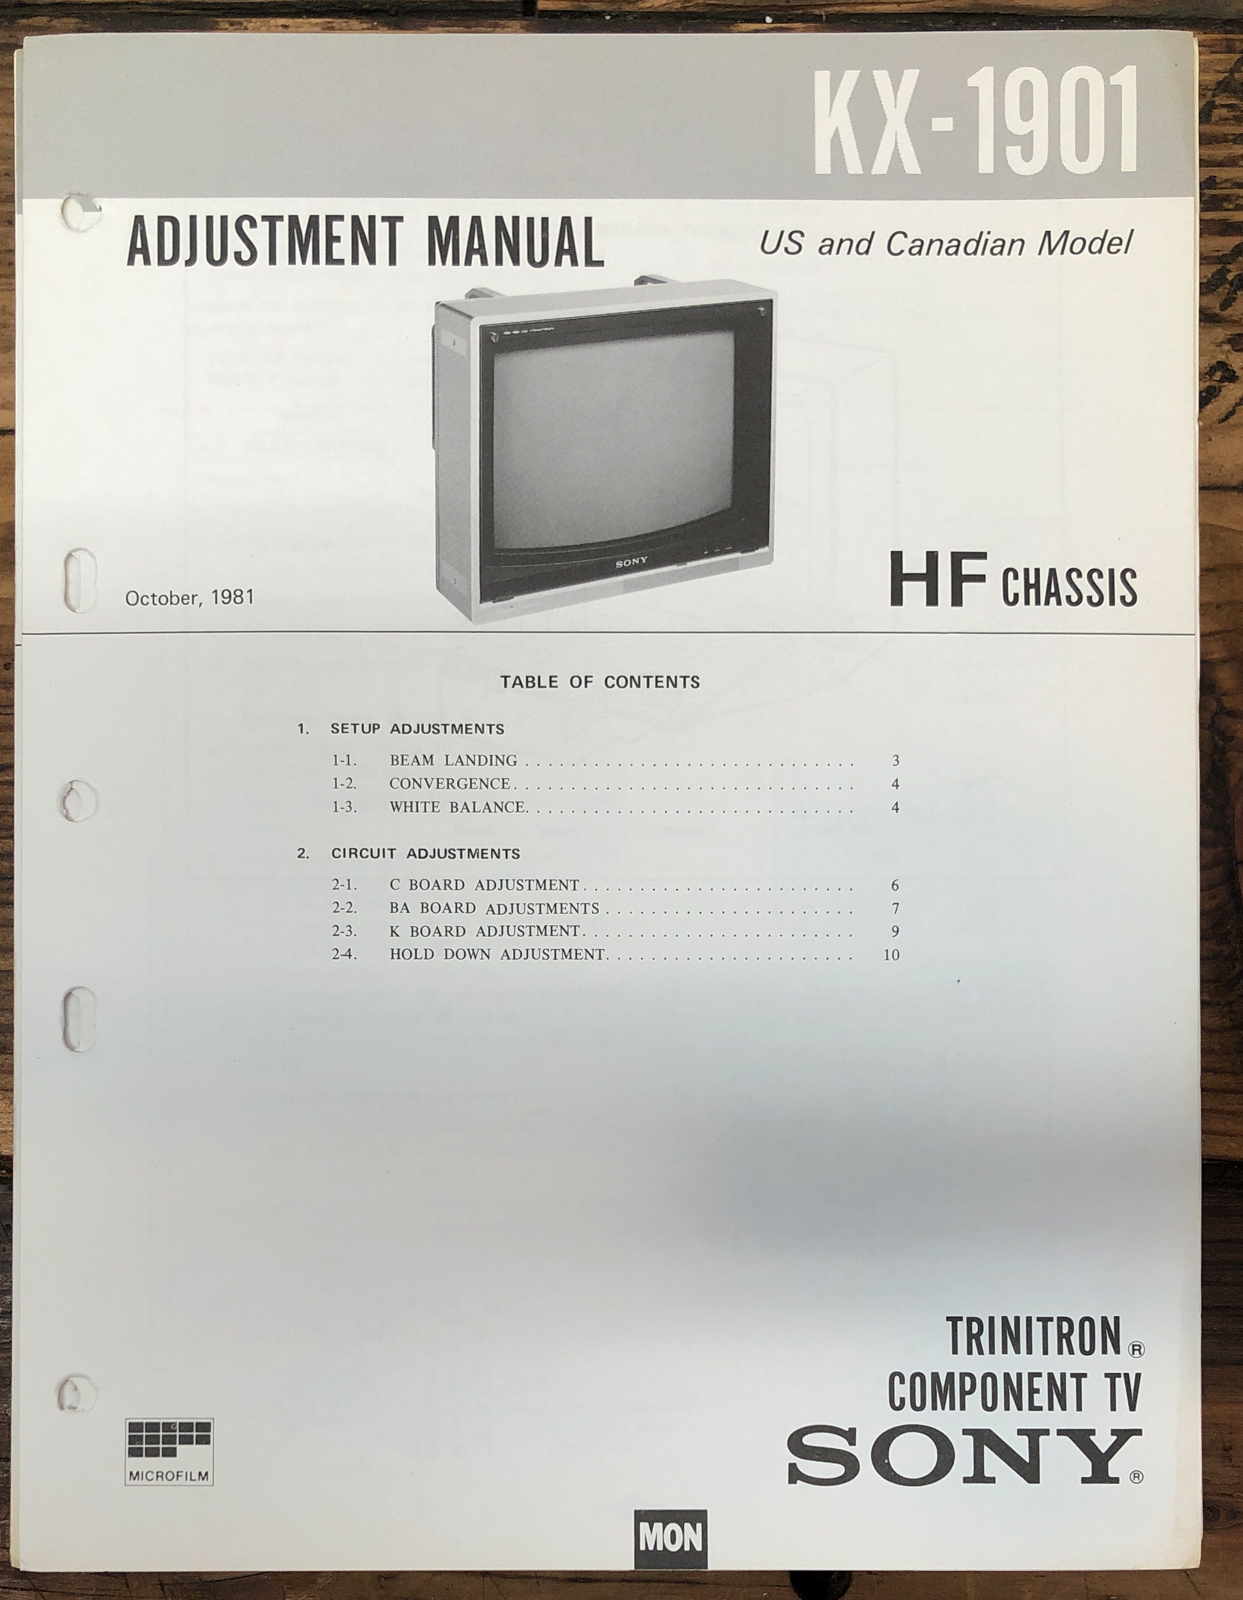 KX-1901
ADJUSTMENT MANUAL
US and Canadian Model
SONY
October, 1981
HF CHASSIS
TABLE OF CONTENTS
1. SETUP ADJUSTMENTS
1-1. BEAM LANDING . . . . . . . . . . . . . . . . . . . . . . . . . . . . . 3
1-2. CONVERGENCE. . . . . . . . . . . . . . . . . . . . . . . . . . . . . . 4
1-3. WHITE BALANCE. . . . . . . . . . . . . . . . . . . . . . . . . . . . . 4
2. CIRCUIT ADJUSTMENTS
2-1. C BOARD ADJUSTMENT. . . . . . . . . . . . . . . . . . . . . . . . 6
2-2. BA BOARD ADJUSTMENTS . . . . . . . . . . . . . . . . . . . . . . 7
2-3. K BOARD ADJUSTMENT. . . . . . . . . . . . . . . . . . . . . . . . 9
2-4. HOLD DOWN ADJUSTMENT. . . . . . . . . . . . . . . . . . . . . . 10
TRINITRON®
COMPONENT TV
SONY®
MICROFILM
MON